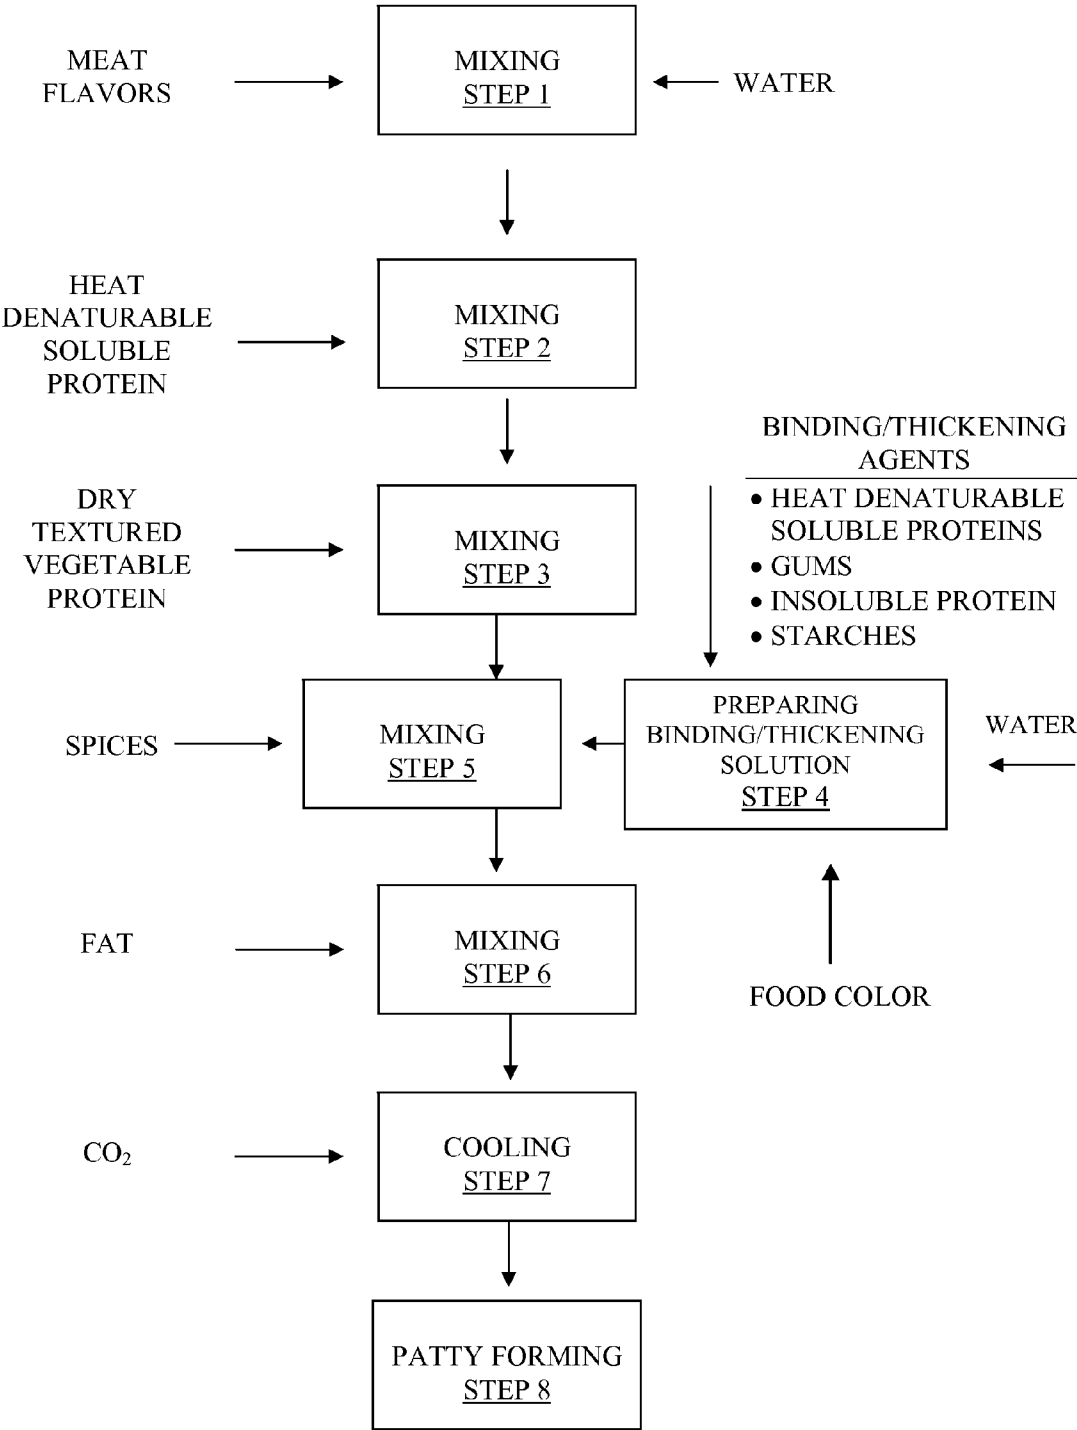 MEAT
FLAVORS
MIXING
STEP 1
WATER
HEAT
DENATURABLE
SOLUBLE
PROTEIN
MIXING
STEP 2
BINDING/THICKENING
AGENTS
• HEAT DENATURABLE
SOLUBLE PROTEINS
• GUMS
• INSOLUBLE PROTEIN
• STARCHES
DRY
TEXTURED
VEGETABLE
PROTEIN
MIXING
STEP 3
SPICES
MIXING
STEP 5
PREPARING
BINDING/THICKENING
SOLUTION
STEP 4
WATER
FAT
MIXING
STEP 6
FOOD COLOR
CO₂
COOLING
STEP 7
PATTY FORMING
STEP 8